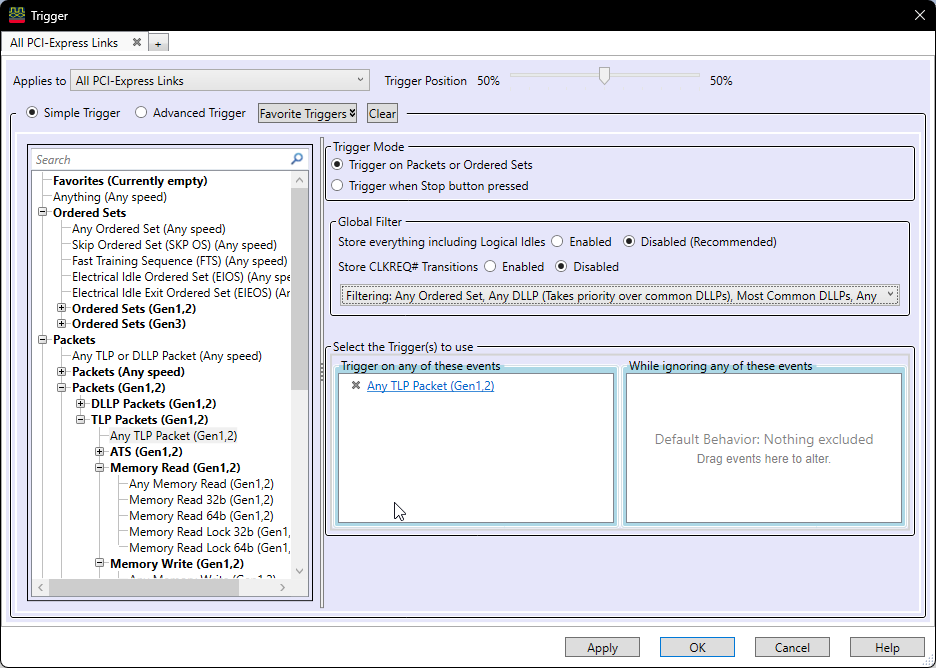 Trigger
All PCI-Express Links
+
Applies to All PCI-Express Links Trigger Position 50% 50%
Simple Trigger Advanced Trigger Favorite Triggers Clear
Search
Favorites (Currently empty)
Anything (Any speed)
Ordered Sets
Any Ordered Set (Any speed)
Skip Ordered Set (SKP OS) (Any speed)
Fast Training Sequence (FTS) (Any speed)
Electrical Idle Ordered Set (EIOS) (Any spe
Electrical Idle Exit Ordered Set (EIEOS) (Ar
Ordered Sets (Gen1,2)
Ordered Sets (Gen3)
Packets
Any TLP or DLLP Packet (Any speed)
Packets (Any speed)
Packets (Gen1,2)
DLLP Packets (Gen1,2)
TLP Packets (Gen1,2)
Any TLP Packet (Gen1,2)
ATS (Gen1,2)
Memory Read (Gen1,2)
Any Memory Read (Gen1,2)
Memory Read 32b (Gen1,2)
Memory Read 64b (Gen1,2)
Memory Read Lock 32b (Gen1,
Memory Read Lock 64b (Gen1,
Memory Write (Gen1,2)
Any Memory Write (Gen1,2)
Trigger Mode
Trigger on Packets or Ordered Sets
Trigger when Stop button pressed
Global Filter
Store everything including Logical Idles Enabled Disabled (Recommended)
Store CLKREQ# Transitions Enabled Disabled
Filtering: Any Ordered Set, Any DLLP (Takes priority over common DLLPs), Most Common DLLPs, Any
Select the Trigger(s) to use
Trigger on any of these events
Any TLP Packet (Gen1,2)
While ignoring any of these events
Default Behavior: Nothing excluded
Drag events here to alter.
Apply OK Cancel Help